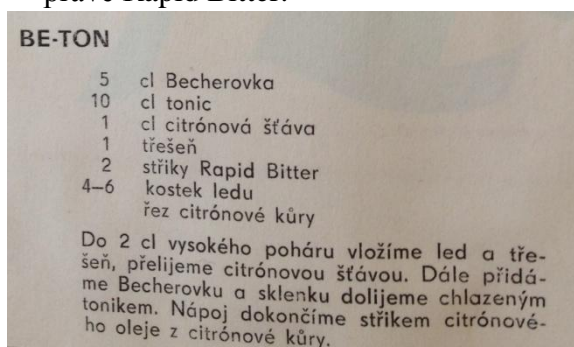 prave Rapid Bitter.
BE-TON
5 cl Becherovka
10 cl tonic
1 cl citrónová šťáva
1 třešeň
2 střiky Rapid Bitter
4–6 kostek ledu
řez citrónové kůry
Do 2 cl vysokého poháru vložíme led a tře-
šeň, přelijeme citrónovou šťávou. Dále přidá-
me Becherovku a sklenku dolijeme chlazeným
tonikem. Nápoj dokončíme střikem citrónové-
ho oleje z citrónové kůry.